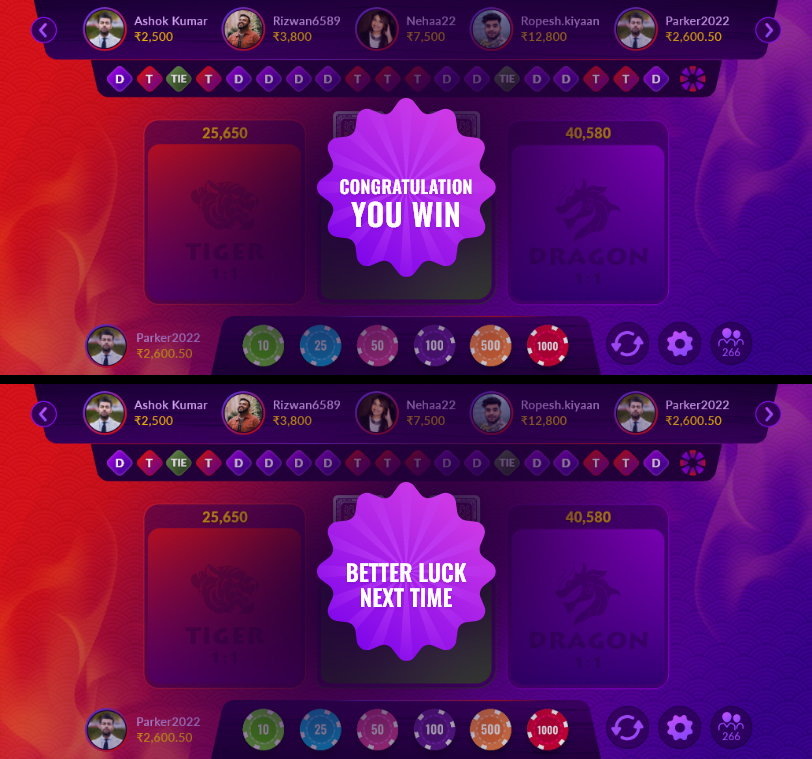 Ashok Kumar Rizwan6589 Nehaa22 Ropesh.kiyaan Parker2022
₹2,500 ₹3,800 ₹7,500 ₹12,800 ₹2,600.50
D T TIE T D D D D T T T D D TIE D D T T D
25,650 40,580
CONGRATULATION
YOU WIN
TIGER DRAGON
1:1 1:1
Parker2022
₹2,600.50
10 25 50 100 500 1000
266
Ashok Kumar Rizwan6589 Nehaa22 Ropesh.kiyaan Parker2022
₹2,500 ₹3,800 ₹7,500 ₹12,800 ₹2,600.50
D T TIE T D D D D T T T D D TIE D D T T D
25,650 40,580
BETTER LUCK
NEXT TIME
TIGER DRAGON
1:1 1:1
Parker2022
₹2,600.50
10 25 50 100 500 1000
266